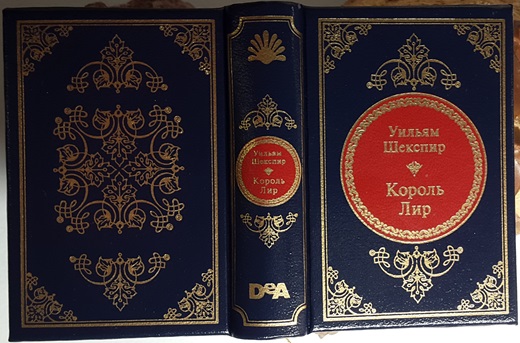 Уильям
Шекспир
Король
Лир
DeA
Уильям
Шекспир
Король
Лир